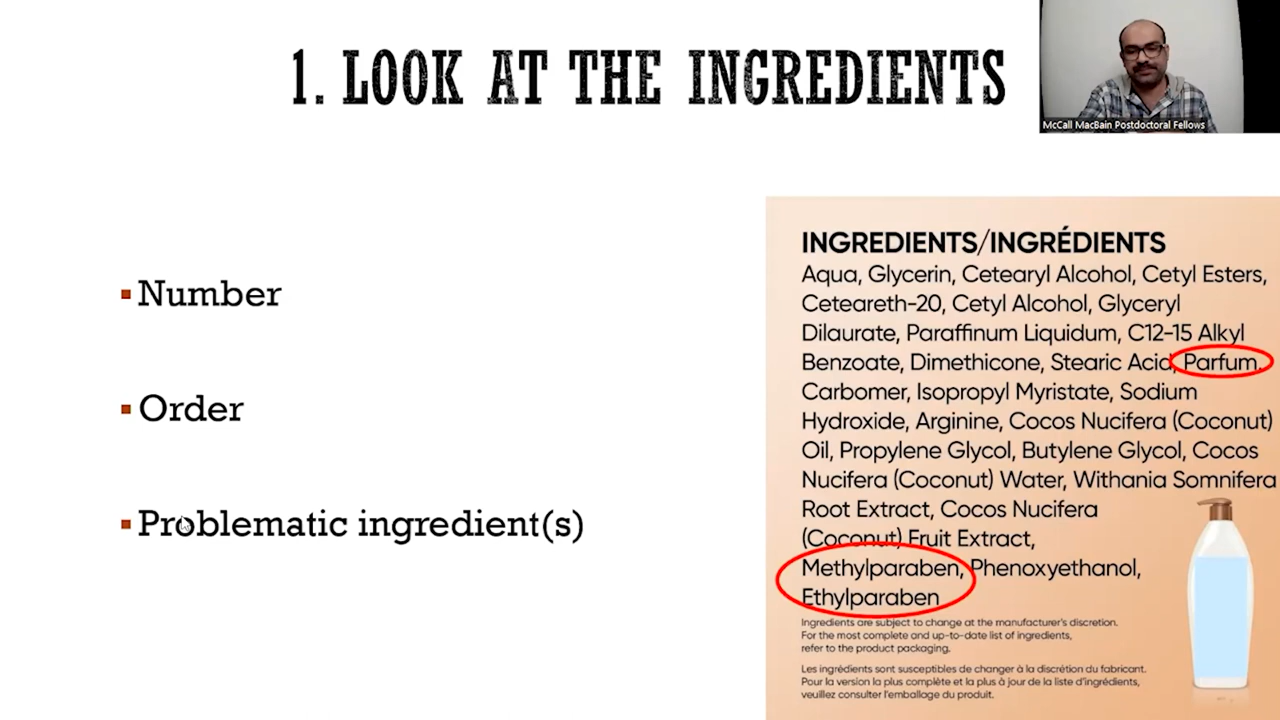 1. LOOK AT THE INGREDIENTS
McCall MacBain Postdoctoral Fellows
Number
Order
Problematic ingredient(s)
INGREDIENTS/INGRÉDIENTS
Aqua, Glycerin, Cetearyl Alcohol, Cetyl Esters,
Ceteareth-20, Cetyl Alcohol, Glyceryl
Dilaurate, Paraffinum Liquidum, C12-15 Alkyl
Benzoate, Dimethicone, Stearic Acid, Parfum,
Carbomer, Isopropyl Myristate, Sodium
Hydroxide, Arginine, Cocos Nucifera (Coconut)
Oil, Propylene Glycol, Butylene Glycol, Cocos
Nucifera (Coconut) Water, Withania Somnifera
Root Extract, Cocos Nucifera
(Coconut) Fruit Extract,
Methylparaben, Phenoxyethanol,
Ethylparaben
Ingredients are subject to change at the manufacturer's discretion.
For the most complete and up-to-date list of ingredients,
refer to the product packaging.
Les ingrédients sont susceptibles de changer à la discrétion du fabricant.
Pour la version la plus complète et la plus à jour de la liste d'ingrédients,
veuillez consulter l'emballage du produit.